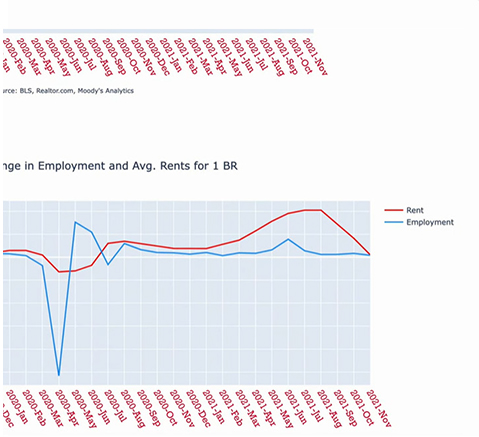 an
2020-Feb
2020-Mar
2020-Apr
2020-May
2020-Jun
2020-Jul
2020-Aug
2020-Sep
2020-Oct
2020-Nov
2020-Dec
2021-Jan
2021-Feb
2021-Mar
2021-Apr
2021-May
2021-Jun
2021-Jul
2021-Aug
2021-Sep
2021-Oct
2021-Nov
urce: BLS, Realtor.com, Moody's Analytics
nge in Employment and Avg. Rents for 1 BR
Rent
Employment
Dec
2020-Jan
2020-Feb
2020-Mar
2020-Apr
2020-May
2020-Jun
2020-Jul
2020-Aug
2020-Sep
2020-Oct
2020-Nov
2020-Dec
2021-Jan
2021-Feb
2021-Mar
2021-Apr
2021-May
2021-Jun
2021-Jul
2021-Aug
2021-Sep
2021-Oct
2021-Nov